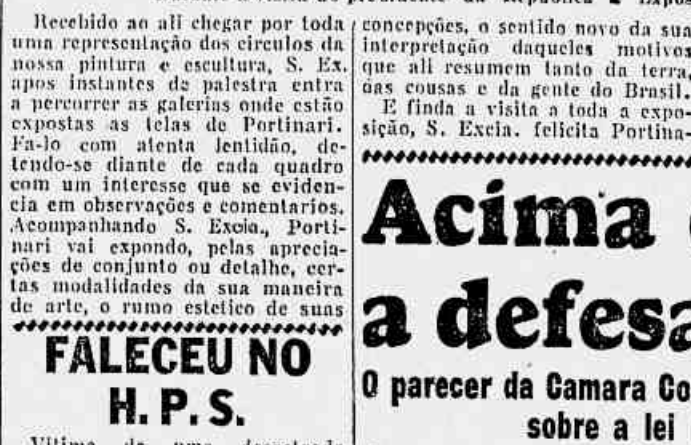 Recebido ao ali chegar por toda
uma representação dos circulos da
nossa pintura e escultura, S. Ex.
apos instantes de palestra entra
a percorrer as galerias onde estão
expostas as telas de Portinari.
Fa-lo com atenta lentidão, de-
tendo-se diante de cada quadro
com um interesse que se eviden-
cia em observações e comentarios.
Acompanhando S. Excia., Porti-
nari vai expondo, pelas aprecia-
ções de conjunto ou detalhe, cer-
tas modalidades da sua maneira
de arte, o rumo estetico de suas
concepções, o sentido novo da sua
interpretação daqueles motivos
que ali resumem tanto da terra,
das cousas e da gente do Brasil.
E finda a visita a toda a expo-
sição, S. Excia. felicita Portina-
FALECEU NO
H. P. S.
Vitima de uma
Acima
a defesa
O parecer da Camara Co
sobre a lei